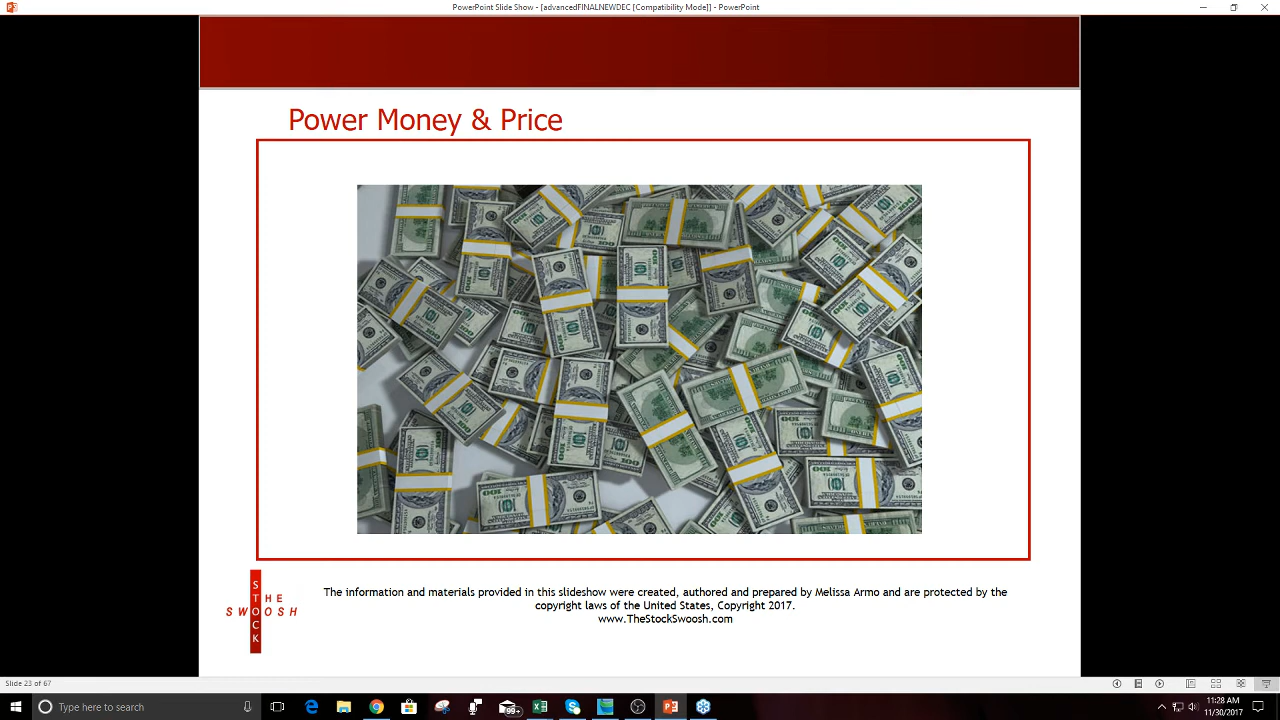 PowerPoint Slide Show - [advancedFINALNEWDEC [Compatibility Mode]] - PowerPoint
Power Money & Price
THE
STOCK
SWOOSH
The information and materials provided in this slideshow were created, authored and prepared by Melissa Armo and are protected by the
copyright laws of the United States, Copyright 2017.
www.TheStockSwoosh.com
Slide 23 of 67
Type here to search
99+
11:28 AM
11/30/2017